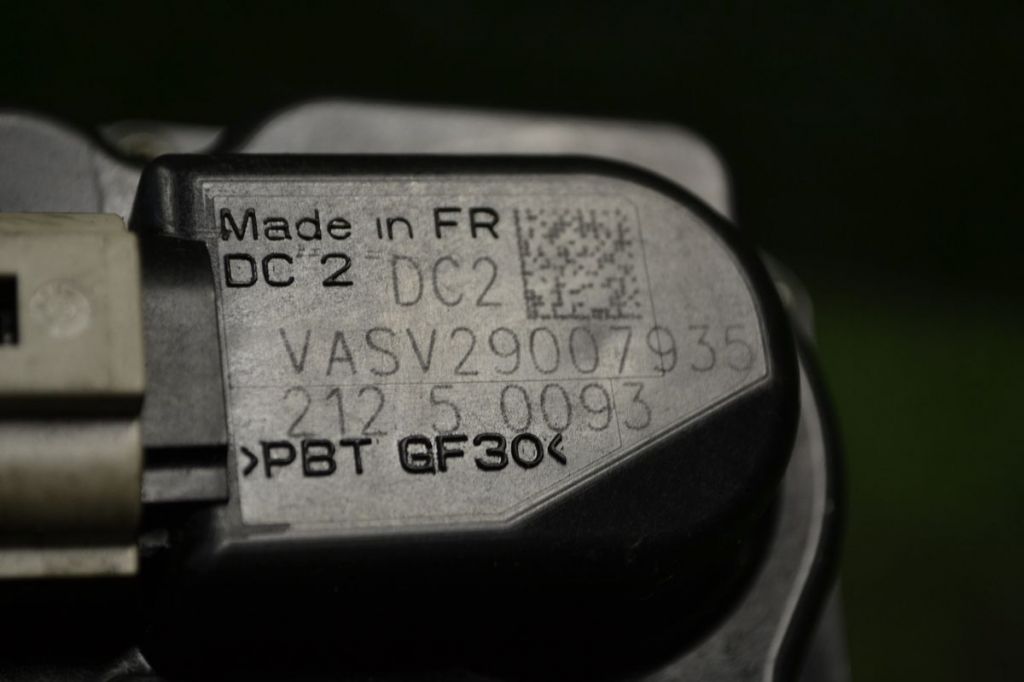 Made in FR
DC 2 DC2
VASV29007935
212 5 0093
>PBT GF30<